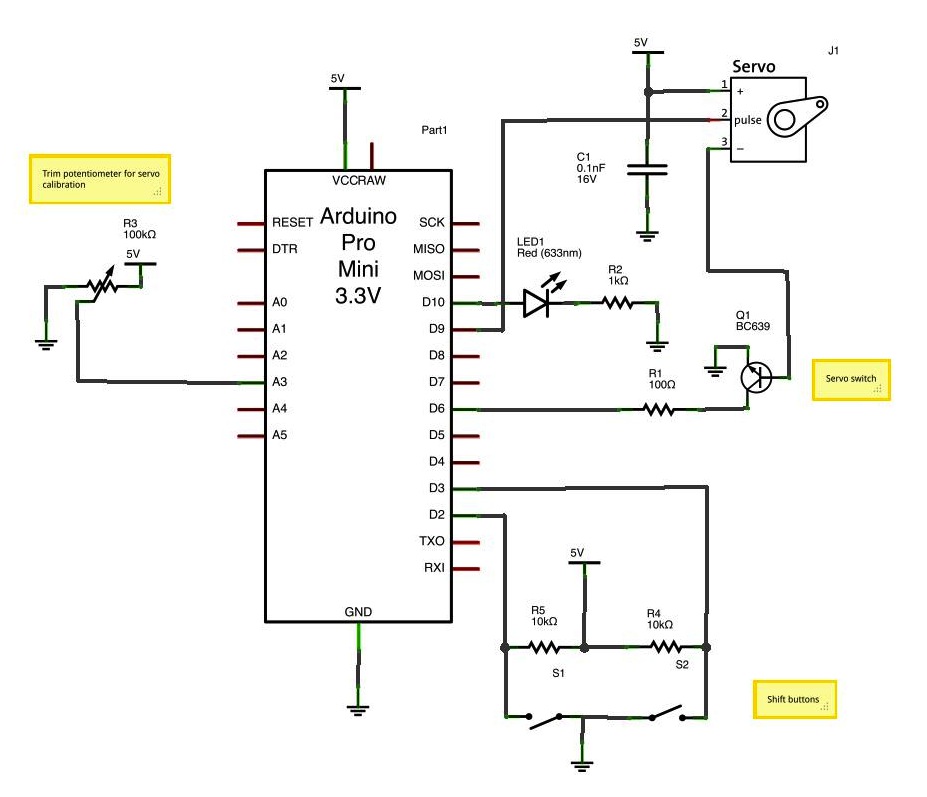 5V
J1
Servo
5V
1
+
Part1
2
pulse
3
−
Trim potentiometer for servo
calibration
C1
0.1nF
16V
VCCRAW
R3
100kΩ
5V
Arduino
Pro
Mini
3.3V
RESET
DTR
A0
A1
A2
A3
A4
A5
SCK
MISO
MOSI
D10
D9
D8
D7
D6
D5
D4
D3
D2
TXO
RXI
GND
LED1
Red (633nm)
R2
1kΩ
Q1
BC639
R1
100Ω
Servo switch
5V
R5
10kΩ
R4
10kΩ
S1
S2
Shift buttons